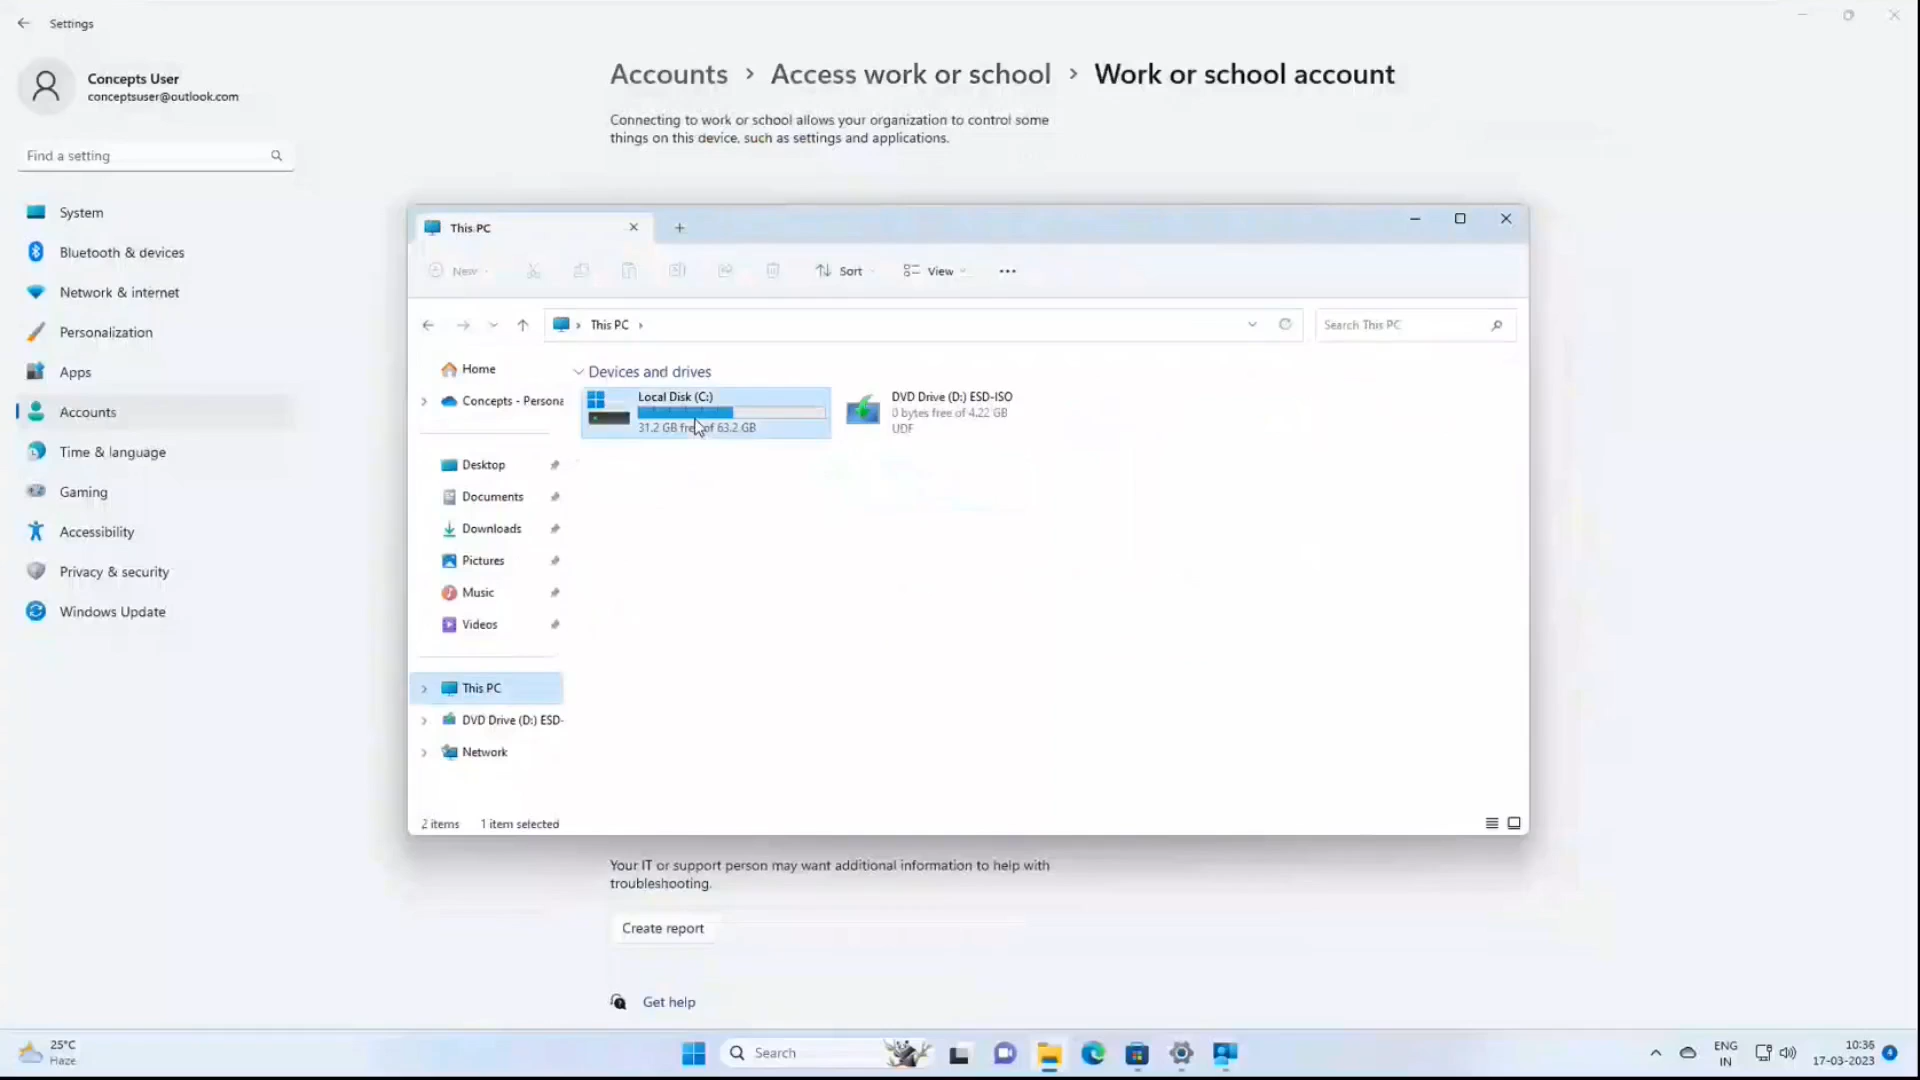 Settings
Concepts User
conceptsuser@outlook.com
Find a setting
System
Bluetooth & devices
Network & internet
Personalization
Apps
Accounts
Time & language
Gaming
Accessibility
Privacy & security
Windows Update
Accounts > Access work or school > Work or school account
Connecting to work or school allows your organization to control some
things on this device, such as settings and applications.
This PC
New
Sort
View
This PC
Search This PC
Home
Concepts - Persona
Desktop
Documents
Downloads
Pictures
Music
Videos
This PC
DVD Drive (D:) ESD-
Network
Devices and drives
Local Disk (C:)
31.2 GB free of 63.2 GB
DVD Drive (D:) ESD-ISO
0 bytes free of 4.22 GB
UDF
2 items
1 item selected
Your IT or support person may want additional information to help with
troubleshooting.
Create report
Get help
25°C
Haze
Search
ENG
IN
10:36
17-03-2023
4